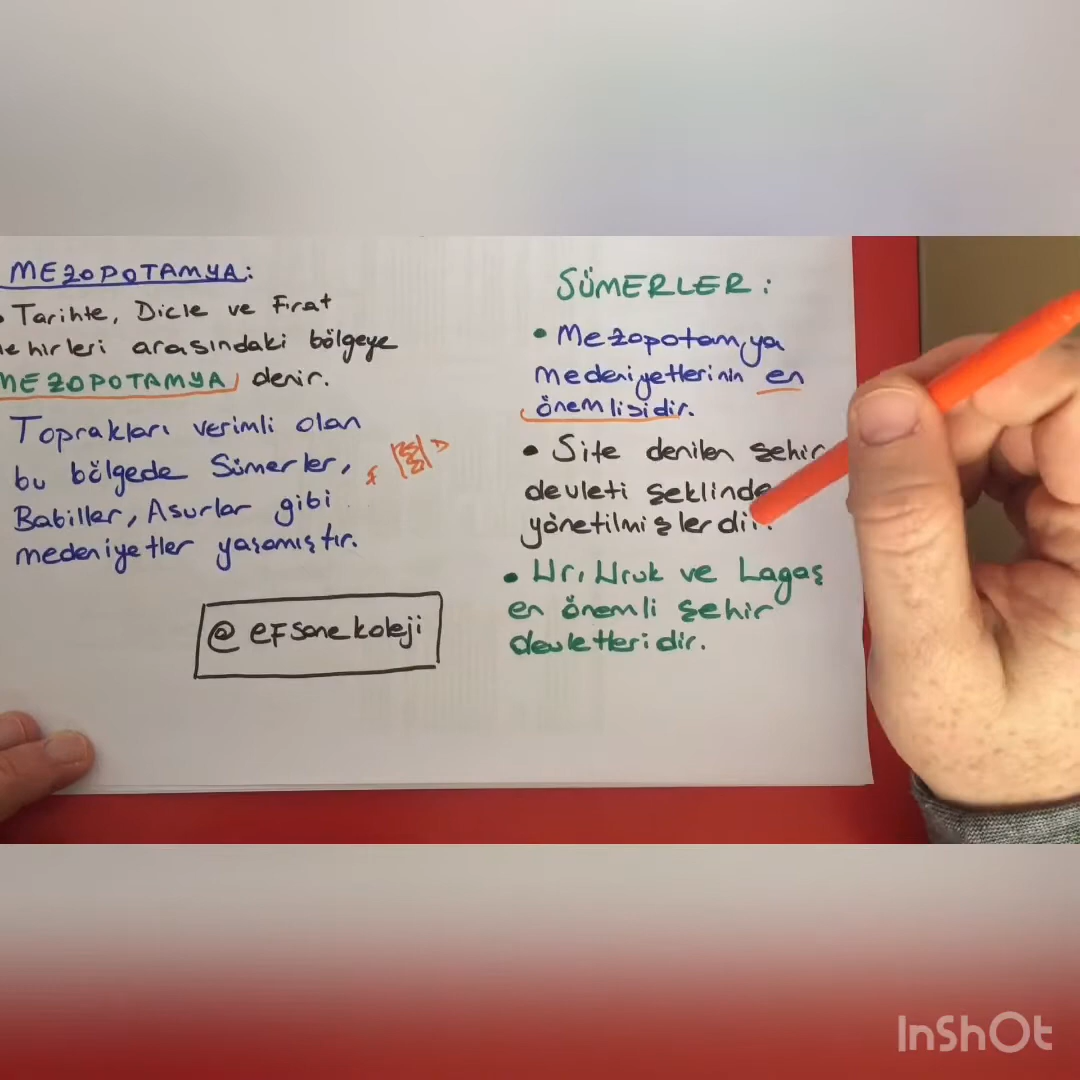 MEZOPOTAMYA:
Tarihte, Dicle ve Fırat
nehirleri arasındaki bölgeye
MEZOPOTAMYA denir.
Toprakları verimli olan
bu bölgede Sümerler,
Babiller, Asurlar gibi
medeniyetler yaşamıştır.
@efsanekoleji
SÜMERLER:
• Mezopotamya
medeniyetlerinin en
önemlisidir.
• Site denilen şehir
devleti şeklinde
yönetilmişlerdir.
• Ur, Uruk ve Lagaş
en önemli şehir
devletleridir.
InShOt